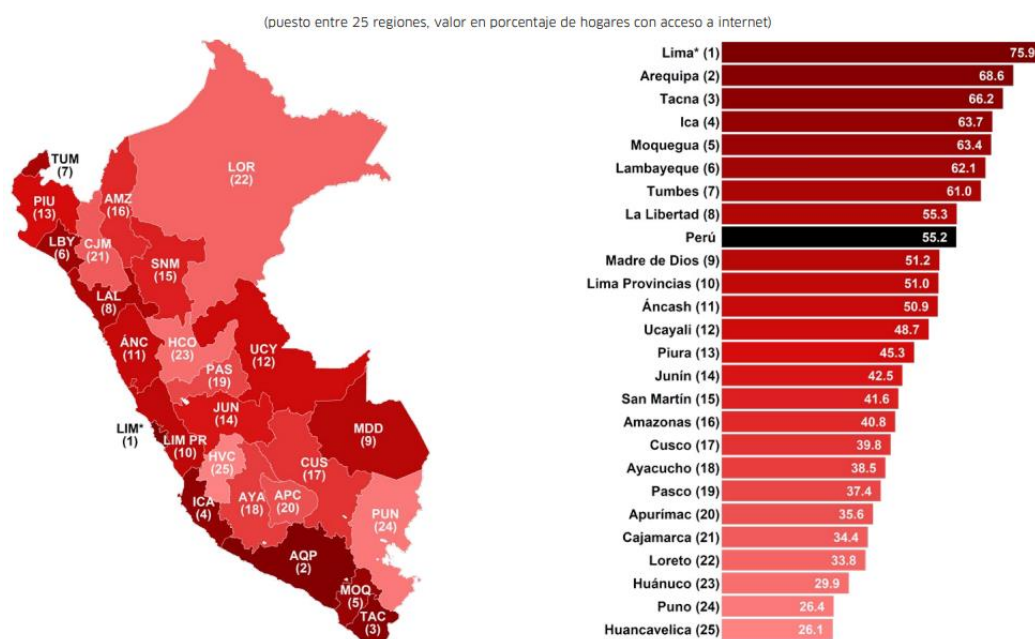 (puesto entre 25 regiones, valor en porcentaje de hogares con acceso a internet)
TUM
(7)
PIU
(13)
LBY
(6)
CJM
(21)
AMZ
(16)
LOR
(22)
SNM
(15)
LAL
(8)
ÁNC
(11)
HCO
(23)
PAS
(19)
UCY
(12)
LIM*
(1)
LIM PR
(10)
JUN
(14)
HVC
(25)
MDD
(9)
CUS
(17)
ICA
(4)
AYA
(18)
APC
(20)
PUN
(24)
AQP
(2)
MOQ
(5)
TAC
(3)
Lima* (1) 75.9
Arequipa (2) 68.6
Tacna (3) 66.2
Ica (4) 63.7
Moquegua (5) 63.4
Lambayeque (6) 62.1
Tumbes (7) 61.0
La Libertad (8) 55.3
Perú 55.2
Madre de Dios (9) 51.2
Lima Provincias (10) 51.0
Áncash (11) 50.9
Ucayali (12) 48.7
Piura (13) 45.3
Junín (14) 42.5
San Martín (15) 41.6
Amazonas (16) 40.8
Cusco (17) 39.8
Ayacucho (18) 38.5
Pasco (19) 37.4
Apurímac (20) 35.6
Cajamarca (21) 34.4
Loreto (22) 33.8
Huánuco (23) 29.9
Puno (24) 26.4
Huancavelica (25) 26.1